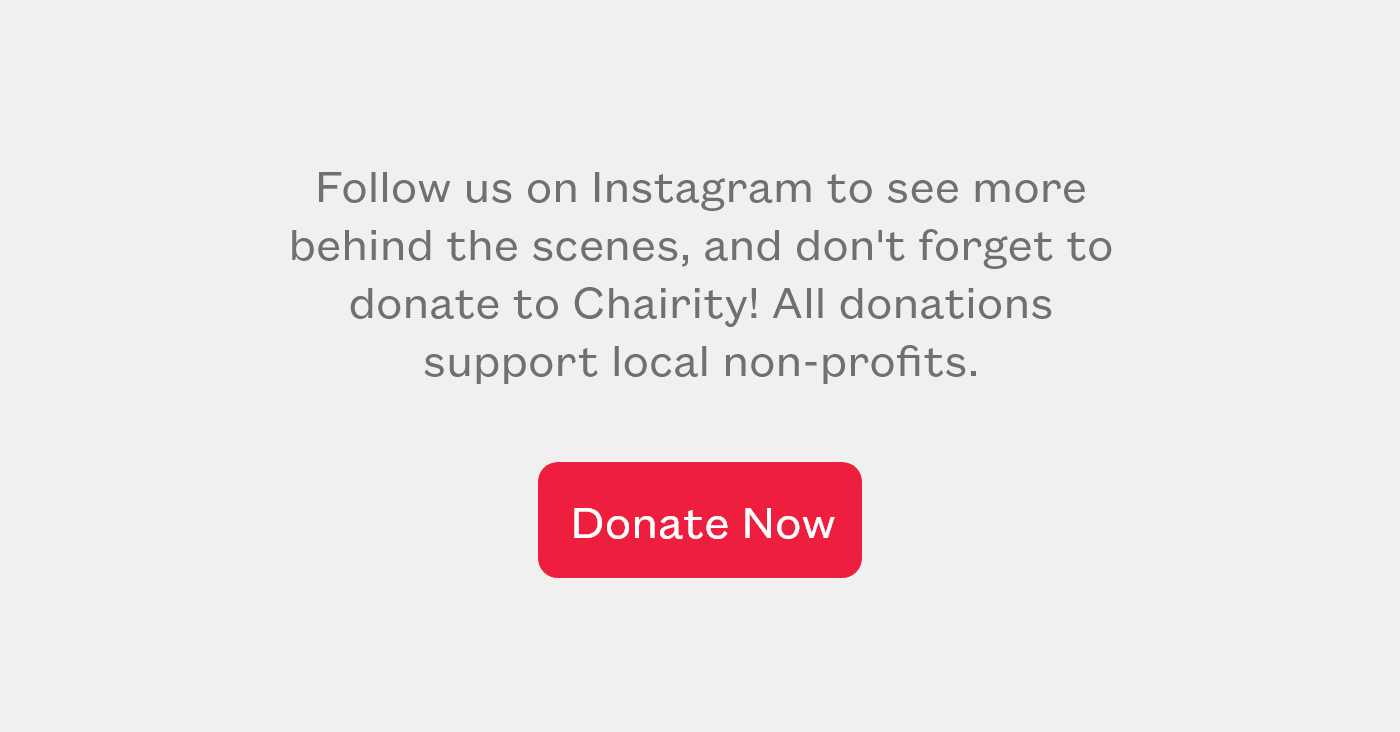 Follow us on Instagram to see more
behind the scenes, and don't forget to
donate to Chairity! All donations
support local non-profits.
Donate Now